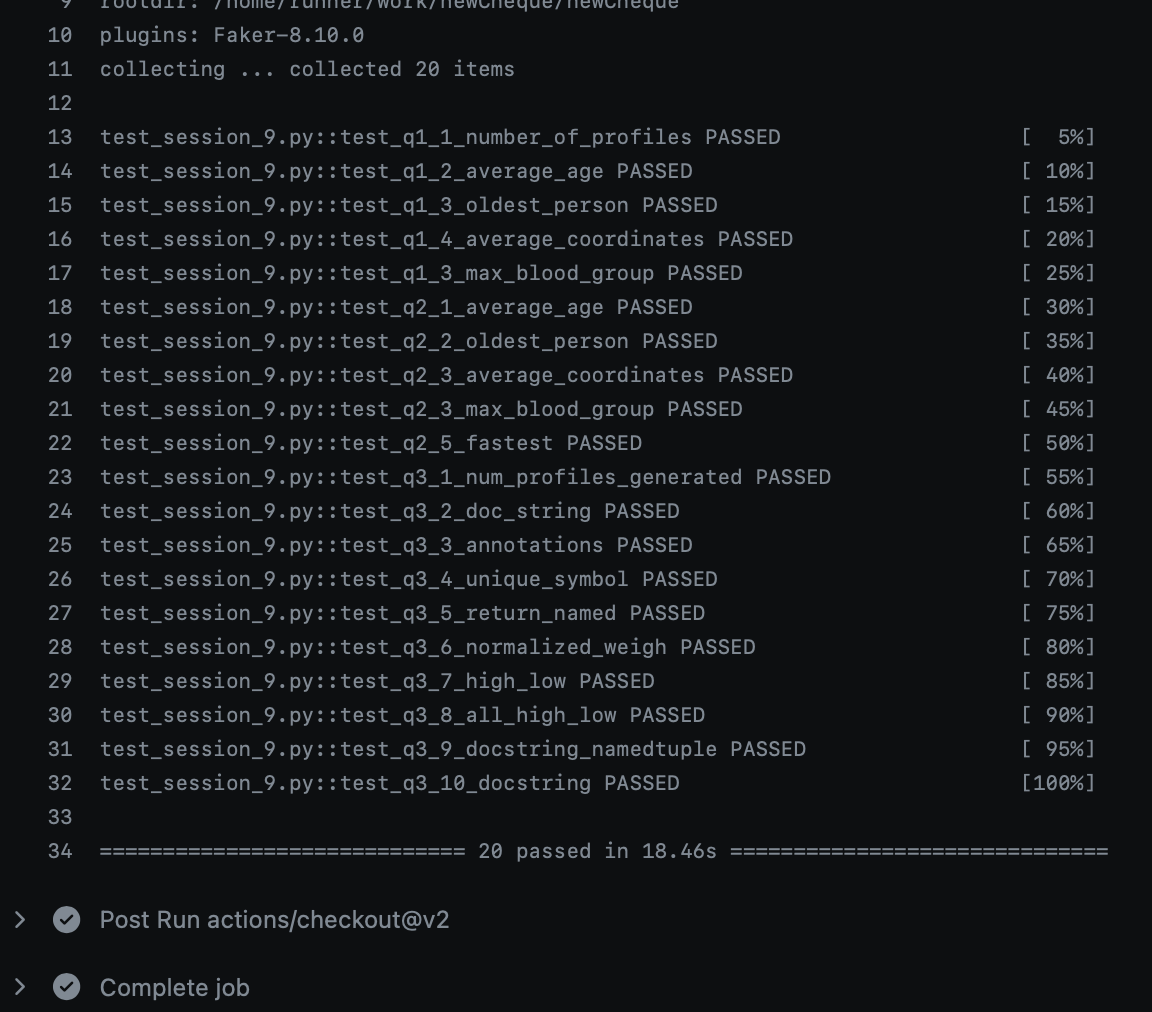 9 rootdir: /home/runner/work/newCheque/newCheque
10 plugins: Faker-8.10.0
11 collecting ... collected 20 items
12
13 test_session_9.py::test_q1_1_number_of_profiles PASSED [  5%]
14 test_session_9.py::test_q1_2_average_age PASSED [ 10%]
15 test_session_9.py::test_q1_3_oldest_person PASSED [ 15%]
16 test_session_9.py::test_q1_4_average_coordinates PASSED [ 20%]
17 test_session_9.py::test_q1_3_max_blood_group PASSED [ 25%]
18 test_session_9.py::test_q2_1_average_age PASSED [ 30%]
19 test_session_9.py::test_q2_2_oldest_person PASSED [ 35%]
20 test_session_9.py::test_q2_3_average_coordinates PASSED [ 40%]
21 test_session_9.py::test_q2_3_max_blood_group PASSED [ 45%]
22 test_session_9.py::test_q2_5_fastest PASSED [ 50%]
23 test_session_9.py::test_q3_1_num_profiles_generated PASSED [ 55%]
24 test_session_9.py::test_q3_2_doc_string PASSED [ 60%]
25 test_session_9.py::test_q3_3_annotations PASSED [ 65%]
26 test_session_9.py::test_q3_4_unique_symbol PASSED [ 70%]
27 test_session_9.py::test_q3_5_return_named PASSED [ 75%]
28 test_session_9.py::test_q3_6_normalized_weigh PASSED [ 80%]
29 test_session_9.py::test_q3_7_high_low PASSED [ 85%]
30 test_session_9.py::test_q3_8_all_high_low PASSED [ 90%]
31 test_session_9.py::test_q3_9_docstring_namedtuple PASSED [ 95%]
32 test_session_9.py::test_q3_10_docstring PASSED [100%]
33
34 ============================= 20 passed in 18.46s ==============================
Post Run actions/checkout@v2
Complete job